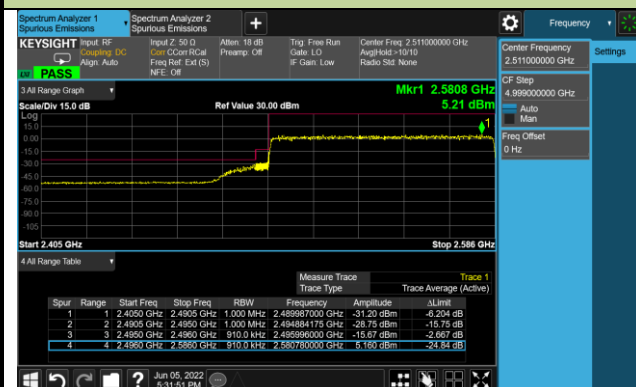 Spectrum Analyzer 1
Spurious Emissions
Spectrum Analyzer 2
Spurious Emissions
+
Frequency
KEYSIGHT
Input: RF
Coupling: DC
Align: Auto
Input Z: 50 Ω
Corr CCorr RCal
Freq Ref: Ext (S)
NFE: Off
Atten: 18 dB
Preamp: Off
Trig: Free Run
Gate: LO
IF Gain: Low
Center Freq: 2.511000000 GHz
Avg|Hold:>10/10
Radio Std: None
PASS
Center Frequency
2.511000000 GHz
Settings
CF Step
4.999000000 GHz
Auto
Man
Freq Offset
0 Hz
3 All Range Graph
Mkr1 2.5808 GHz
5.21 dBm
Scale/Div 15.0 dB
Ref Value 30.00 dBm
Log
15.0
0.00
-15.0
-30.0
-45.0
-60.0
-75.0
-90.0
-105
1
Start 2.405 GHz
Stop 2.586 GHz
4 All Range Table
Measure Trace Trace 1
Trace Type Trace Average (Active)
Spur Range Start Freq Stop Freq RBW Frequency Amplitude ΔLimit
1 1 2.4050 GHz 2.4905 GHz 1.000 MHz 2.489987000 GHz -31.20 dBm -6.204 dB
2 2 2.4905 GHz 2.4950 GHz 1.000 MHz 2.494884175 GHz -28.75 dBm -15.75 dB
3 3 2.4950 GHz 2.4960 GHz 910.0 kHz 2.495996000 GHz -15.67 dBm -2.667 dB
4 4 2.4960 GHz 2.5860 GHz 910.0 kHz 2.580780000 GHz 5.160 dBm -24.84 dB
?
Jun 05, 2022
5:31:51 PM